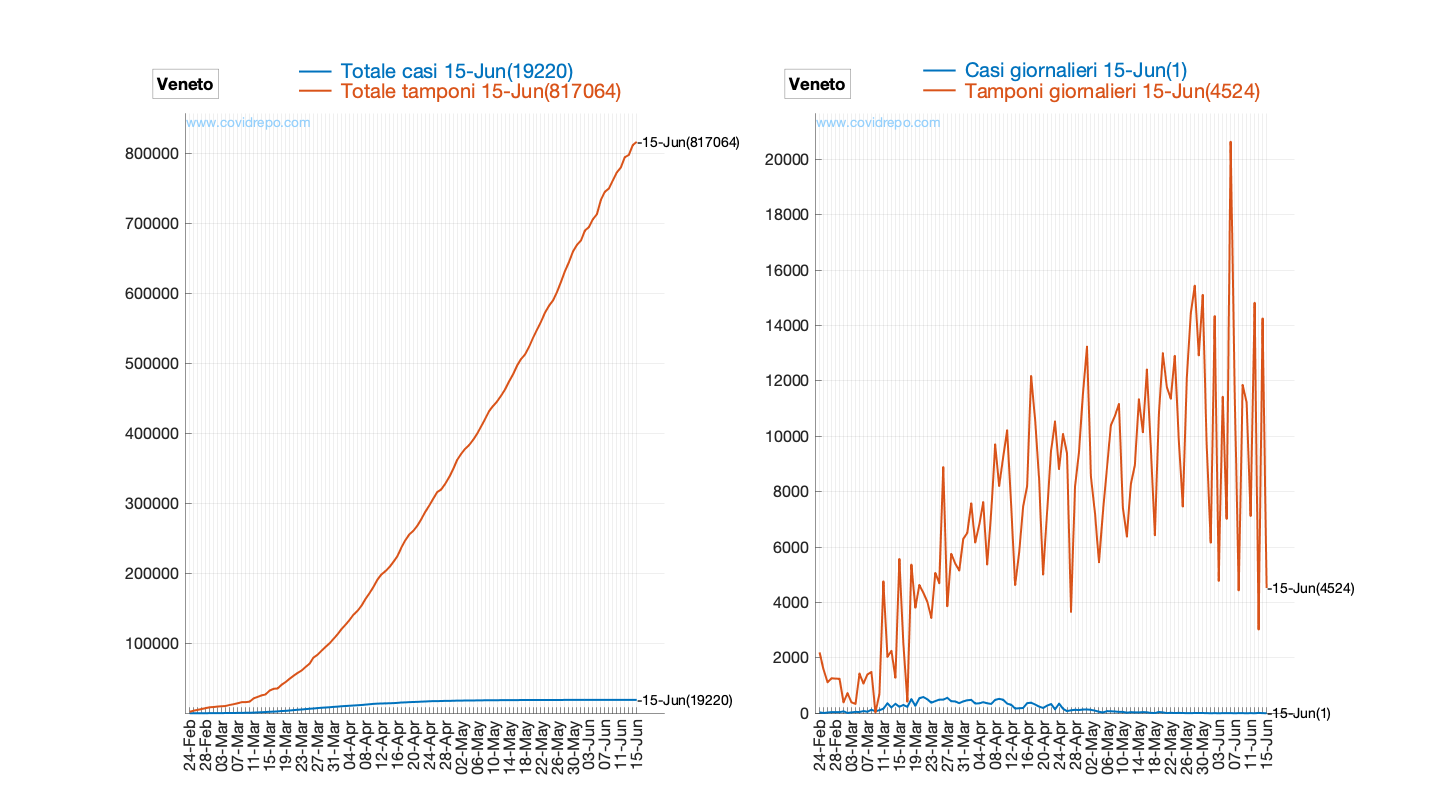 Veneto
Totale casi 15-Jun(19220)
Totale tamponi 15-Jun(817064)
www.covidrepo.com
-15-Jun(817064)
800000
700000
600000
500000
400000
300000
200000
100000
-15-Jun(19220)
24-Feb
28-Feb
03-Mar
07-Mar
11-Mar
15-Mar
19-Mar
23-Mar
27-Mar
31-Mar
04-Apr
08-Apr
12-Apr
16-Apr
20-Apr
24-Apr
28-Apr
02-May
06-May
10-May
14-May
18-May
22-May
26-May
30-May
03-Jun
07-Jun
11-Jun
15-Jun
Veneto
Casi giornalieri 15-Jun(1)
Tamponi giornalieri 15-Jun(4524)
www.covidrepo.com
20000
18000
16000
14000
12000
10000
8000
6000
4000
2000
0
-15-Jun(4524)
-15-Jun(1)
24-Feb
28-Feb
03-Mar
07-Mar
11-Mar
15-Mar
19-Mar
23-Mar
27-Mar
31-Mar
04-Apr
08-Apr
12-Apr
16-Apr
20-Apr
24-Apr
28-Apr
02-May
06-May
10-May
14-May
18-May
22-May
26-May
30-May
03-Jun
07-Jun
11-Jun
15-Jun